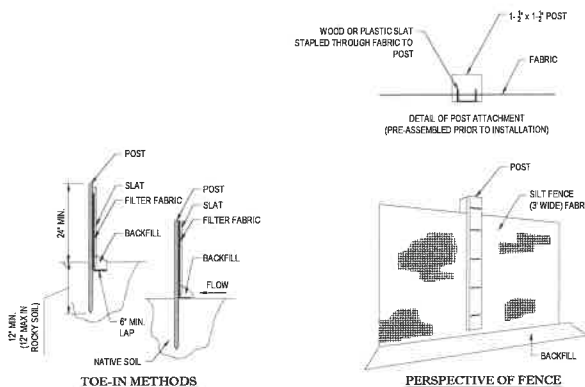 1-½" x 1-½" POST
WOOD OR PLASTIC SLAT
STAPLED THROUGH FABRIC TO
POST
FABRIC
DETAIL OF POST ATTACHMENT
(PRE-ASSEMBLED PRIOR TO INSTALLATION)
POST
SLAT
FILTER FABRIC
BACKFILL
24" MIN.
12" MIN.
(12" MAX IN
ROCKY SOIL)
6" MIN.
LAP
POST
SLAT
FILTER FABRIC
BACKFILL
FLOW
NATIVE SOIL
TOE-IN METHODS
POST
SILT FENCE
(3' WIDE) FABR
BACKFILL
PERSPECTIVE OF FENCE